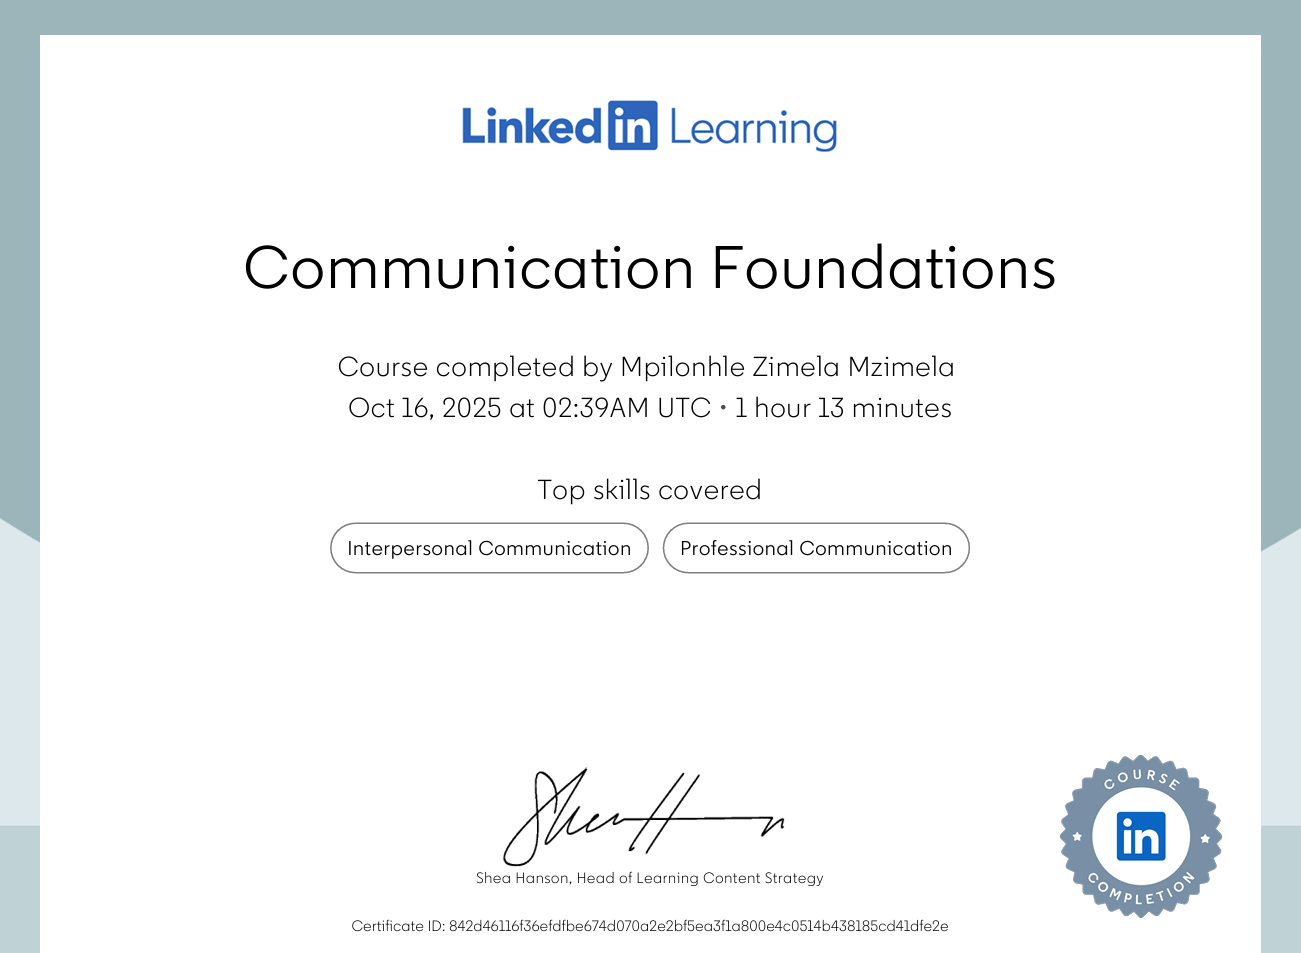 Linked in Learning
Communication Foundations
Course completed by Mpilonhle Zimela Mzimela
Oct 16, 2025 at 02:39AM UTC • 1 hour 13 minutes
Top skills covered
Interpersonal Communication
Professional Communication
Shea Hanson, Head of Learning Content Strategy
Certificate ID: 842d46116f36efdfbe674d070a2e2bf5ea3f1a800e4c0514b438185cd41dfe2e
COURSE
in
COMPLETION